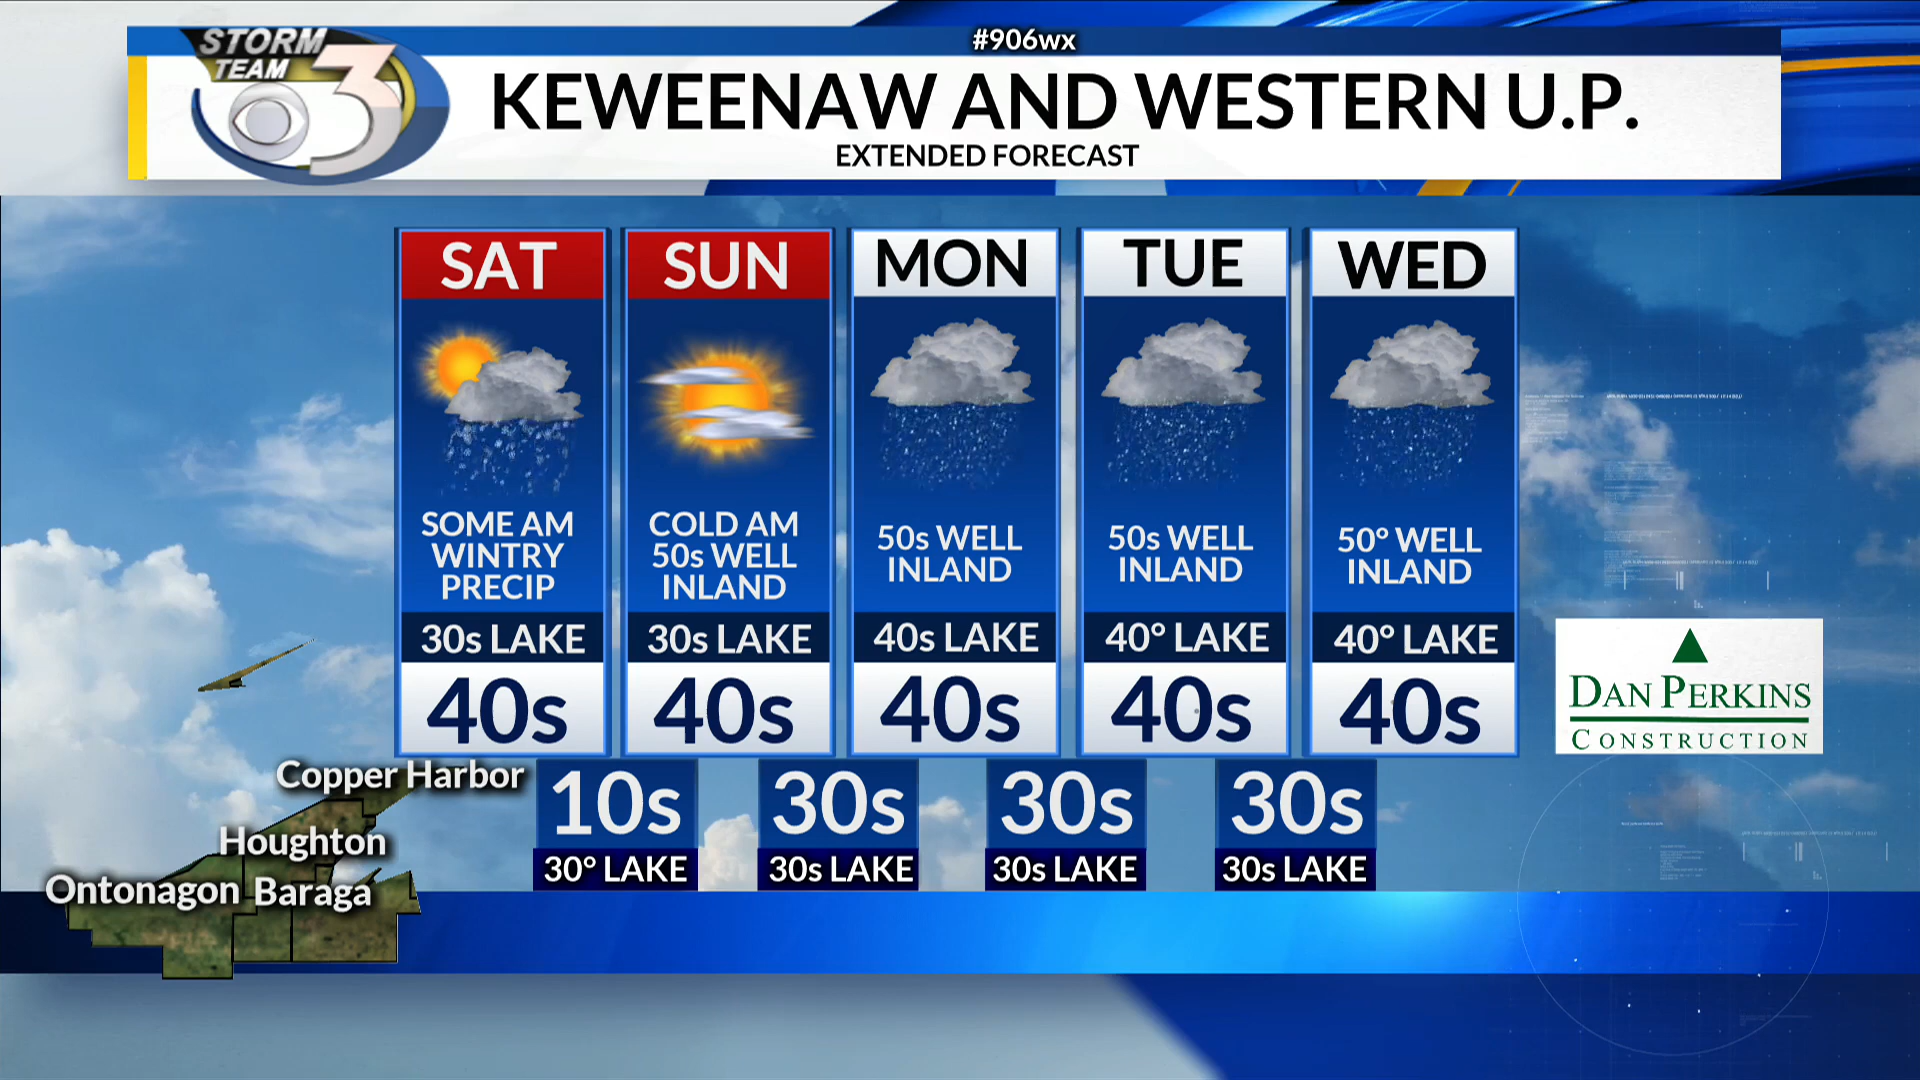 #906wx
STORM
TEAM
3
KEWEENAW AND WESTERN U.P.
EXTENDED FORECAST
SAT
SOME AM
WINTRY
PRECIP
30s LAKE
40s
SUN
COLD AM
50s WELL
INLAND
30s LAKE
40s
MON
50s WELL
INLAND
40s LAKE
40s
TUE
50s WELL
INLAND
40° LAKE
40s
WED
50° WELL
INLAND
40° LAKE
40s
DAN PERKINS
CONSTRUCTION
Copper Harbor
Houghton
Ontonagon
Baraga
10s
30° LAKE
30s
30s LAKE
30s
30s LAKE
30s
30s LAKE